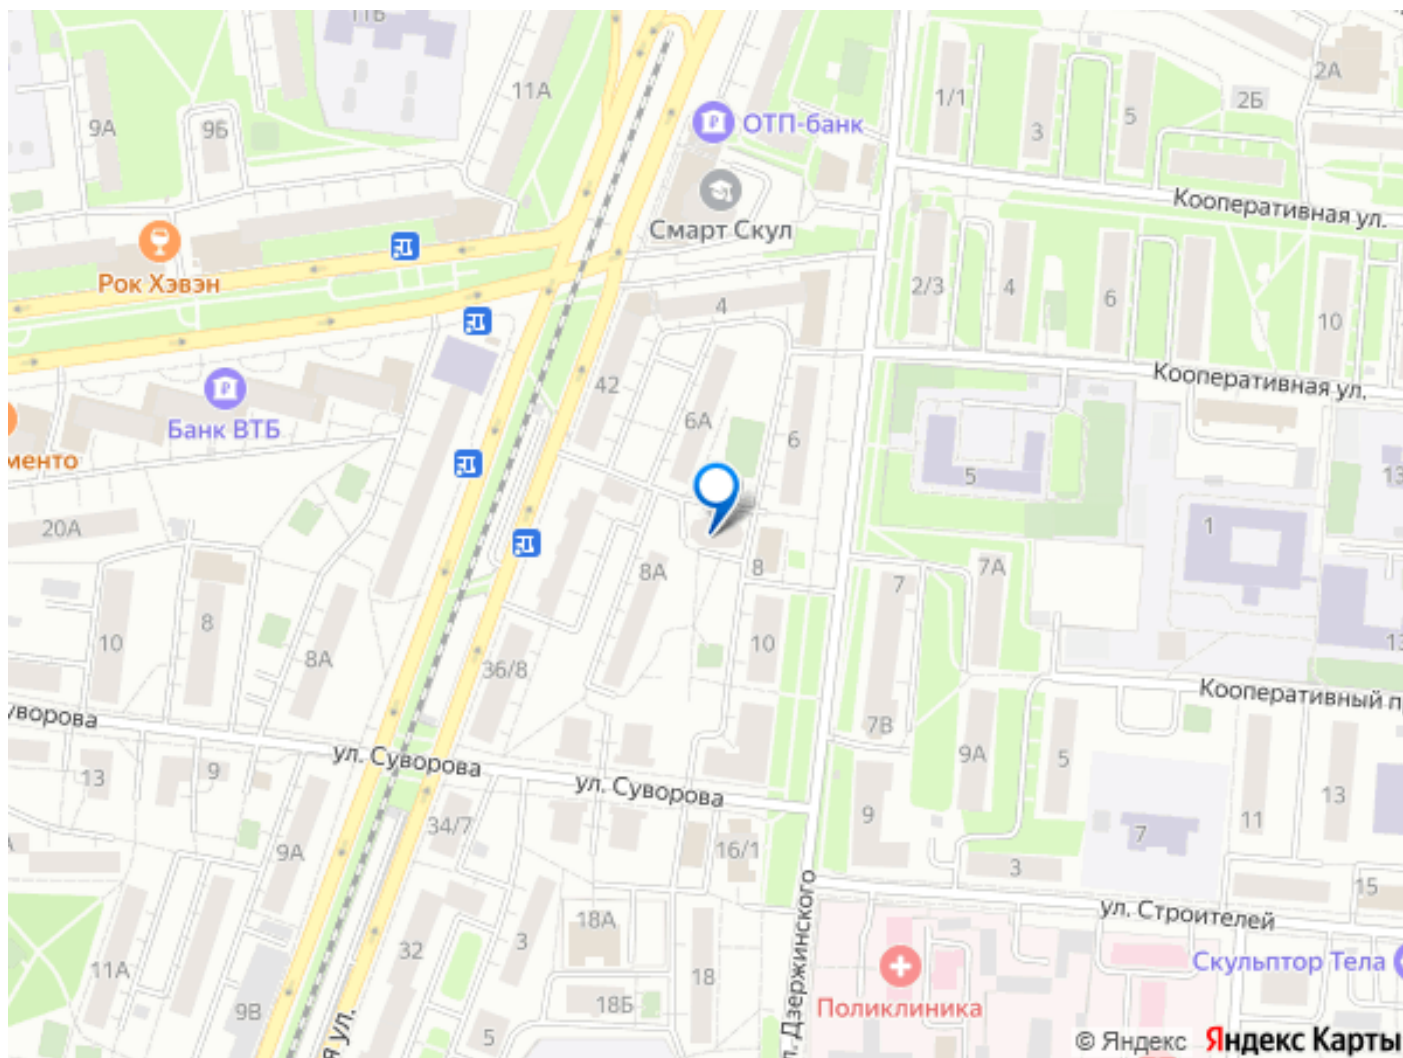 11Б
11А
9А
9Б
ОТП-банк
1/1
3
5
2Б
2А
Кооперативная ул.
Смарт Скул
Рок Хэвэн
2/3
4
6
10
4
Кооперативная ул.
42
6А
6
Банк ВТБ
менто
5
13
1
20А
8А
8
7
7А
8
10
10
8А
36/8
13
Кооперативный п
уворова
7В
9А
5
ул. Суворова
ул. Суворова
13
9
9
11
13
34/7
9А
16/1
7
3
15
ул. Строителей
18А
32
3
18
11А
Скульптор Тела
Поликлиника
л. Дзержинского
18Б
9В
5
я ул.
© Яндекс Яндекс Карты